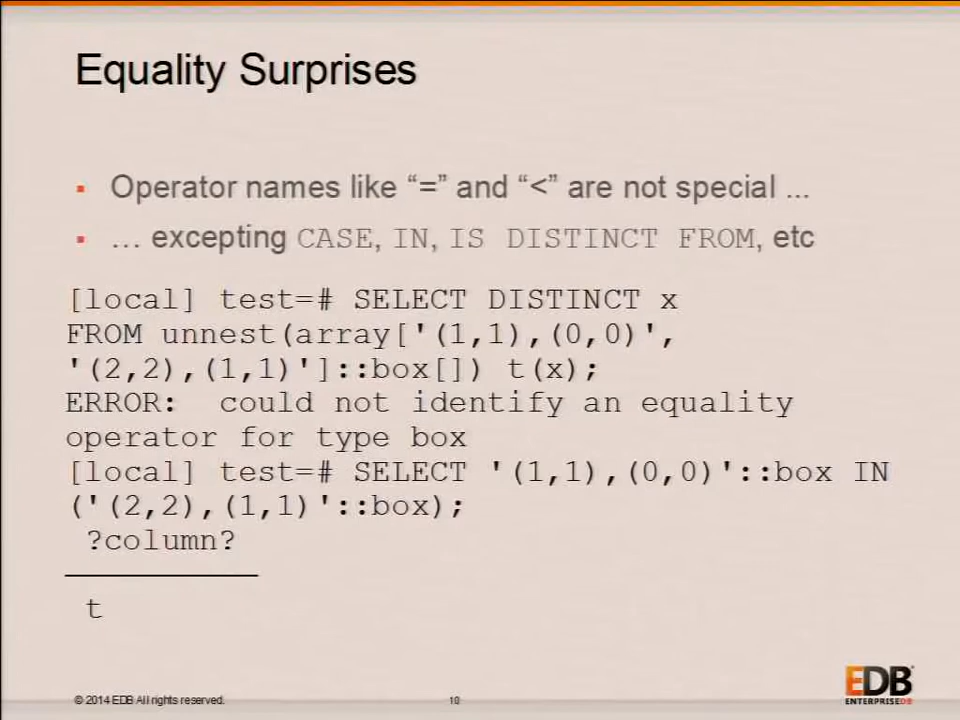 Equality Surprises
Operator names like “=” and “<” are not special ...
... excepting CASE, IN, IS DISTINCT FROM, etc
[local] test=# SELECT DISTINCT x
FROM unnest(array['(1,1),(0,0)',
'(2,2),(1,1)']::box[]) t(x);
ERROR:  could not identify an equality
operator for type box
[local] test=# SELECT '(1,1),(0,0)'::box IN
('(2,2),(1,1)'::box);
?column?
t
© 2014 EDB All rights reserved.
10
EDB
ENTERPRISEDB